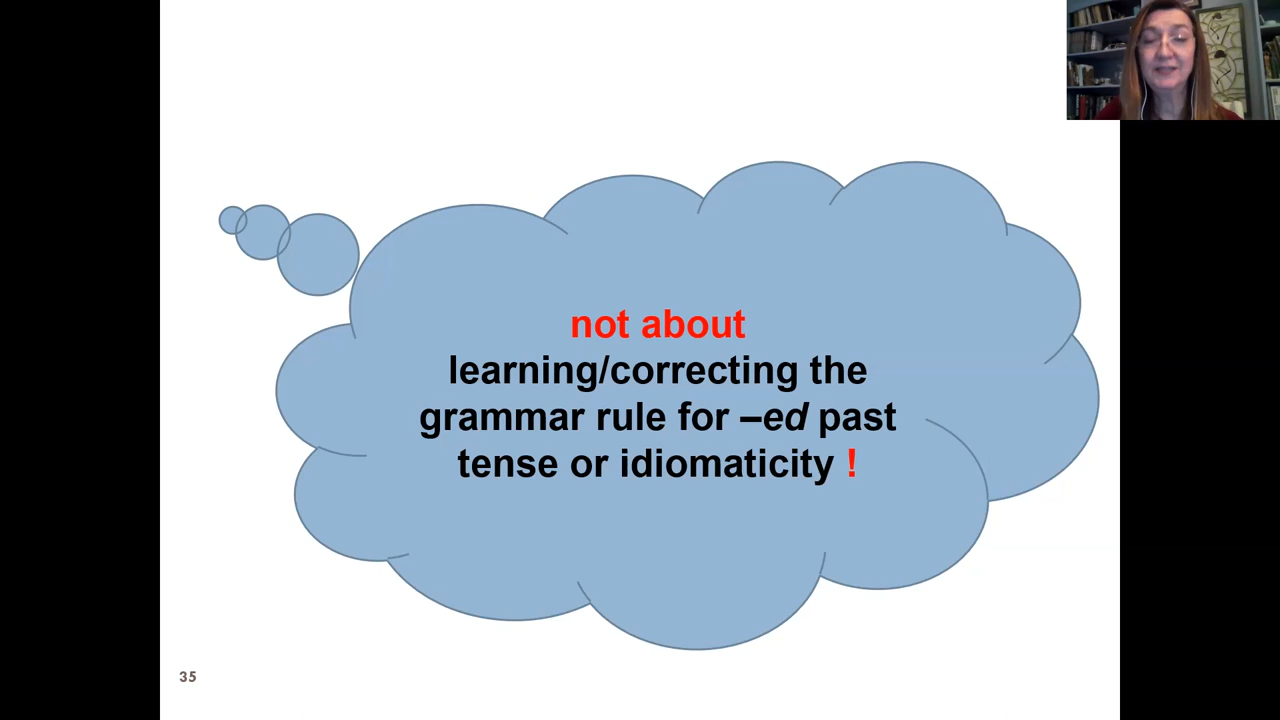 not about
learning/correcting the
grammar rule for –ed past
tense or idiomaticity !
35